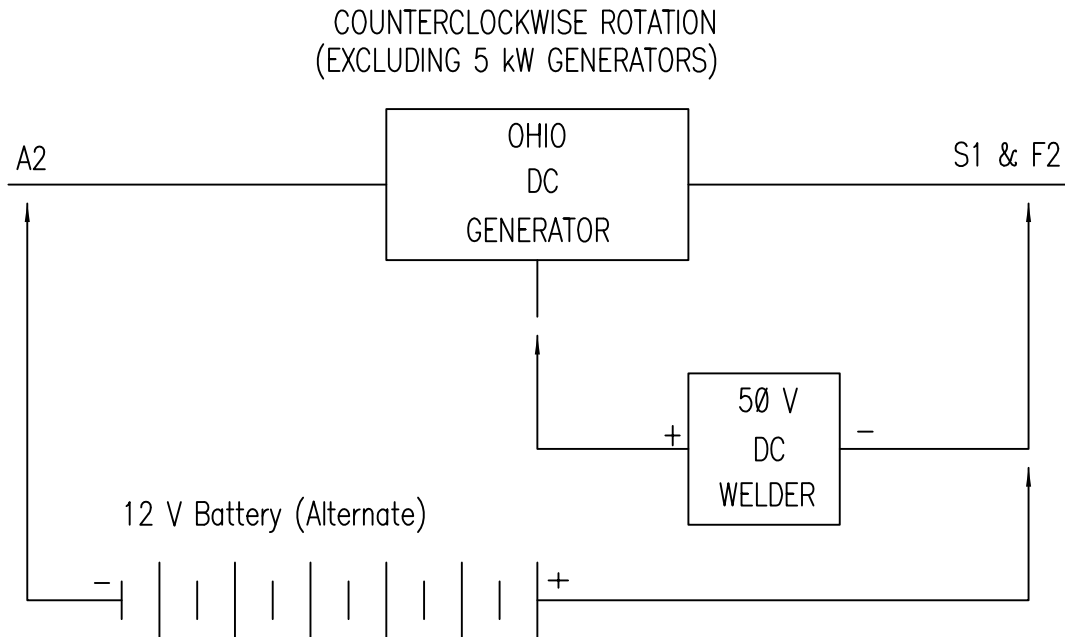 COUNTERCLOCKWISE ROTATION
(EXCLUDING 5 kW GENERATORS)
A2
OHIO
DC
GENERATOR
S1 & F2
+
50 V
DC
WELDER
−
12 V Battery (Alternate)
−
+